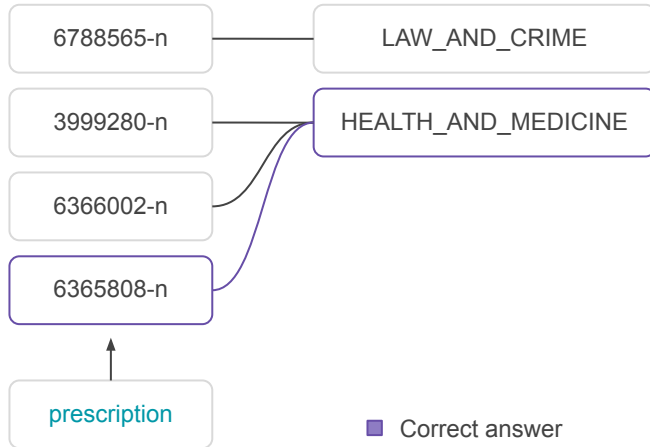 6788565-n
LAW_AND_CRIME
3999280-n
HEALTH_AND_MEDICINE
6366002-n
6365808-n
prescription
Correct answer